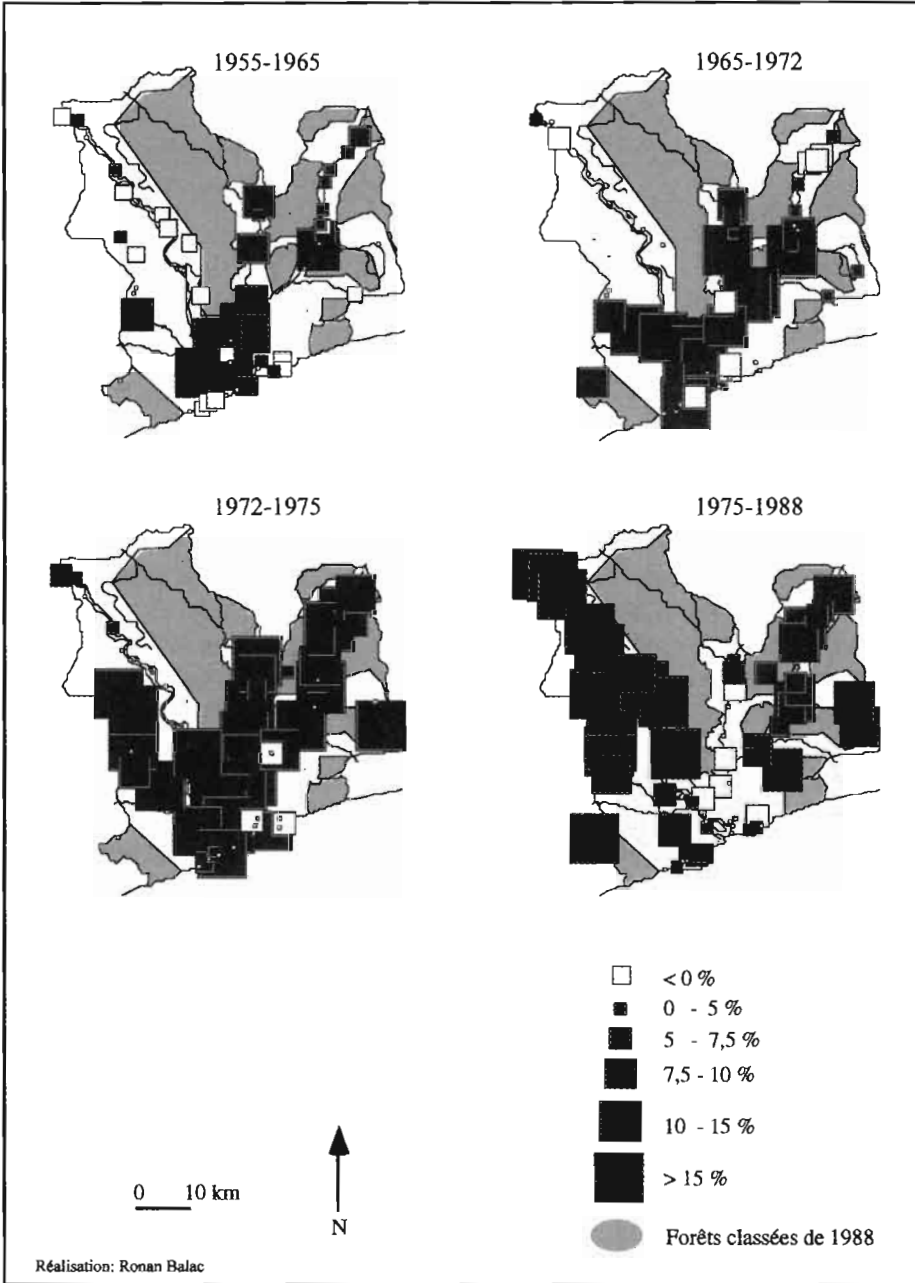 1955-1965
1965-1972
1972-1975
1975-1988
< 0 %
0 - 5 %
5 - 7,5 %
7,5 - 10 %
10 - 15 %
> 15 %
Forêts classées de 1988
0 10 km
N
Réalisation: Ronan Balac